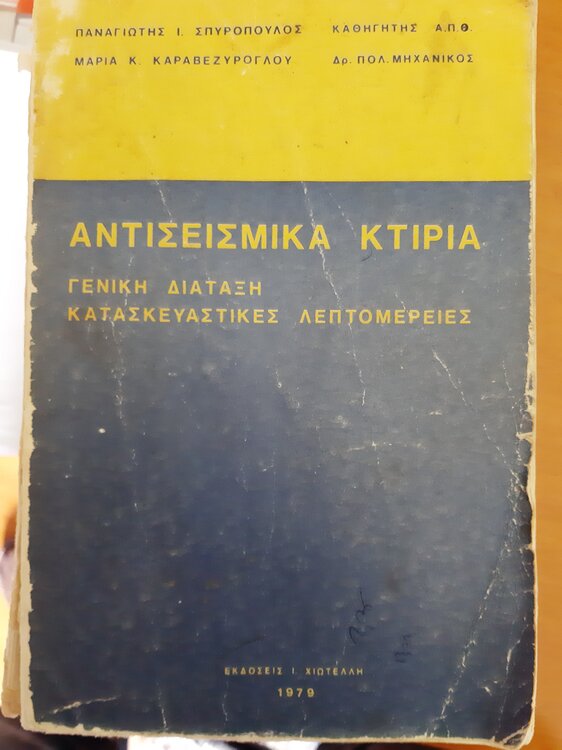 ΠΑΝΑΓΙΩΤΗΣ Ι. ΣΠΥΡΟΠΟΥΛΟΣ ΚΑΘΗΓΗΤΗΣ Α.Π.Θ.
ΜΑΡΙΑ Κ. ΚΑΡΑΒΕΖΥΡΟΓΛΟΥ Δρ. ΠΟΛ. ΜΗΧΑΝΙΚΟΣ
ΑΝΤΙΣΕΙΣΜΙΚΑ ΚΤΙΡΙΑ
ΓΕΝΙΚΗ ΔΙΑΤΑΞΗ
ΚΑΤΑΣΚΕΥΑΣΤΙΚΕΣ ΛΕΠΤΟΜΕΡΕΙΕΣ
ΕΚΔΟΣΕΙΣ Ι. ΧΙΩΤΕΛΛΗ
1979